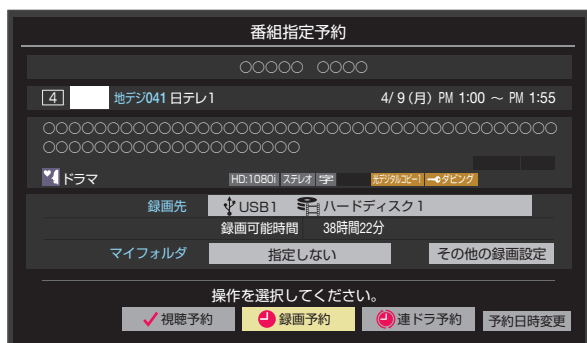 番組指定予約
○○○○○ ○○○○
4 地デジ041 日テレ1 4/ 9(月) PM 1:00 ～ PM 1:55
○○○○○○○○○○○○○○○○○○○○○○○○○○○○○○○○○○○○○○○○
○○○○○○○○○○○○○○○○○○○○
ドラマ HD:1080i ステレオ 字 光デジタルコピー1 ダビング
録画先 USB1 ハードディスク1
録画可能時間 38時間22分
マイフォルダ 指定しない その他の録画設定
操作を選択してください。
視聴予約 録画予約 連ドラ予約 予約日時変更